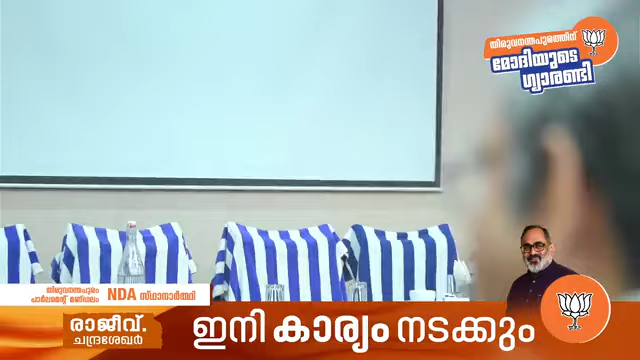 തിരുവനന്തപുരത്തിന്
മോദിയുടെ
ഗ്യാരണ്ടി
തിരുവനന്തപുരം
പാർലമെന്റ് മണ്ഡലം
NDA സ്ഥാനാർത്ഥി
രാജീവ്.
ചന്ദ്രശേഖർ
ഇനി കാര്യം നടക്കും